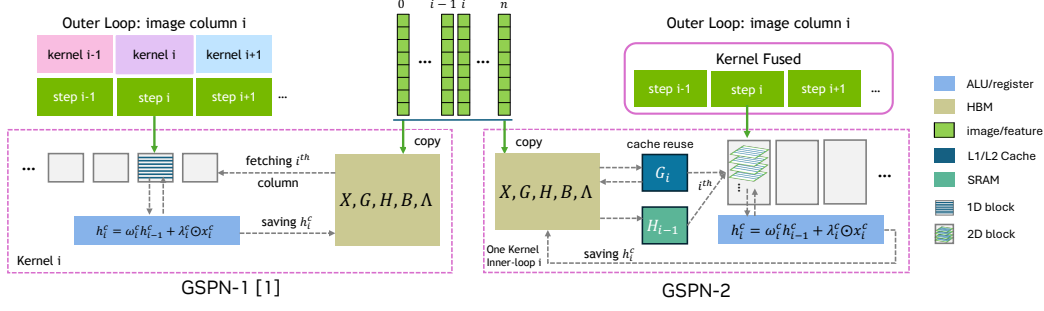 Outer Loop: image column i
kernel i-1
kernel i
kernel i+1
step i-1
step i
step i+1
...
0
i − 1
i
n
...
...
copy
copy
...
fetching i^{th}
column
X, G, H, B, Λ
h_i^c = ω_i^c h_{i-1}^c + λ_i^c ⊙ x_i^c
saving h_i^c
Kernel i
GSPN-1 [1]
Outer Loop: image column i
Kernel Fused
step i-1
step i
step i+1
...
cache reuse
X, G, H, B, Λ
G_i
i^{th}
H_{i-1}
...
...
h_i^c = ω_i^c h_{i-1}^c + λ_i^c ⊙ x_i^c
One Kernel
Inner-loop i
saving h_i^c
GSPN-2
ALU/register
HBM
image/feature
L1/L2 Cache
SRAM
1D block
2D block